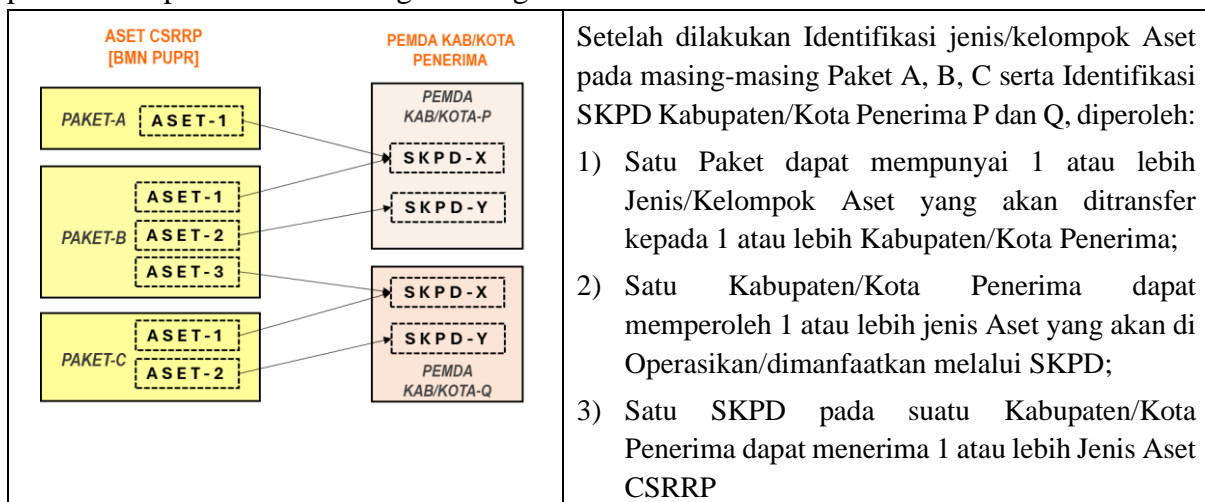 ASET CSRRP
[BMN PUPR]
PAKET-A
ASET-1
PAKET-B
ASET-1
ASET-2
ASET-3
PAKET-C
ASET-1
ASET-2
PEMDA KAB/KOTA
PENERIMA
PEMDA
KAB/KOTA-P
SKPD-X
SKPD-Y
SKPD-X
SKPD-Y
PEMDA
KAB/KOTA-Q
Setelah dilakukan Identifikasi jenis/kelompok Aset
pada masing-masing Paket A, B, C serta Identifikasi
SKPD Kabupaten/Kota Penerima P dan Q, diperoleh:
1) Satu Paket dapat mempunyai 1 atau lebih
Jenis/Kelompok Aset yang akan ditransfer
kepada 1 atau lebih Kabupaten/Kota Penerima;
2) Satu Kabupaten/Kota Penerima dapat
memperoleh 1 atau lebih jenis Aset yang akan di
Operasikan/dimanfaatkan melalui SKPD;
3) Satu SKPD pada suatu Kabupaten/Kota
Penerima dapat menerima 1 atau lebih Jenis Aset
CSRRP